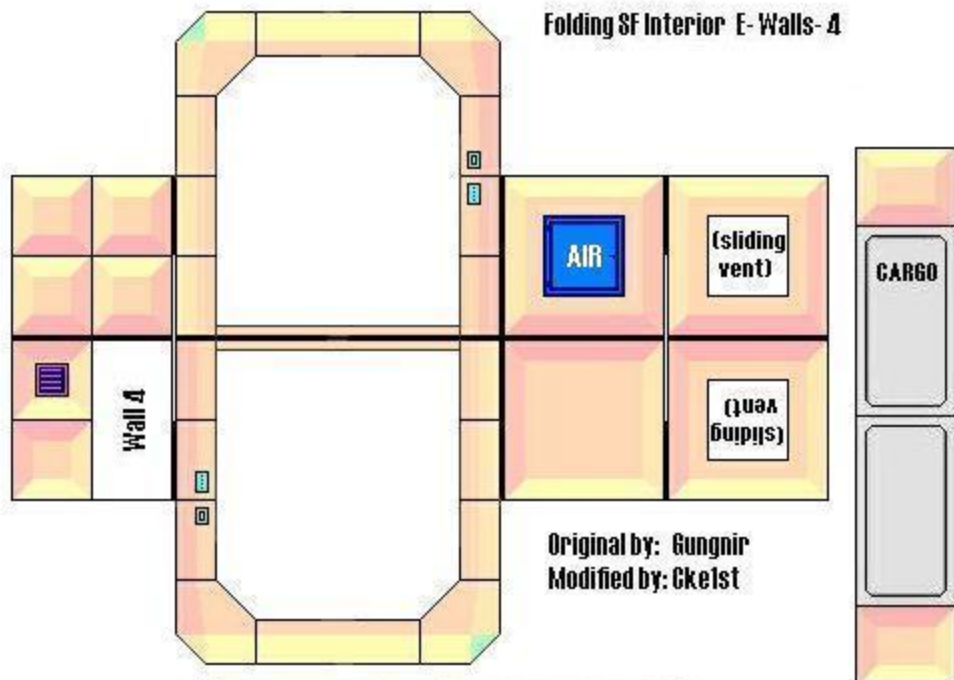 Folding SF Interior E- Walls- 4
AIR
(sliding
vent)
CARGO
Wall 4
(sliding
vent)
Original by: Gungnir
Modified by: Cke1st